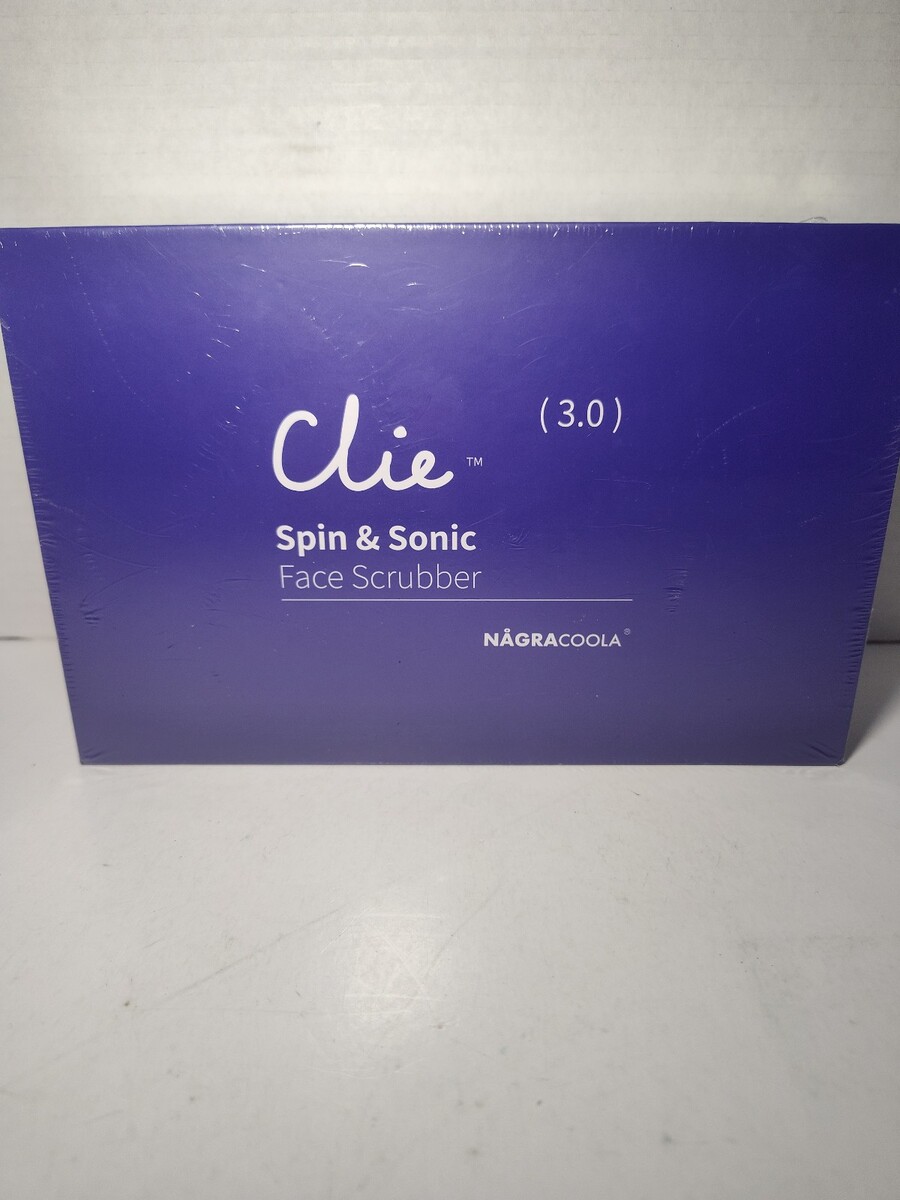 Clie™
( 3.0 )
Spin & Sonic
Face Scrubber
NÅGRACOOLA®